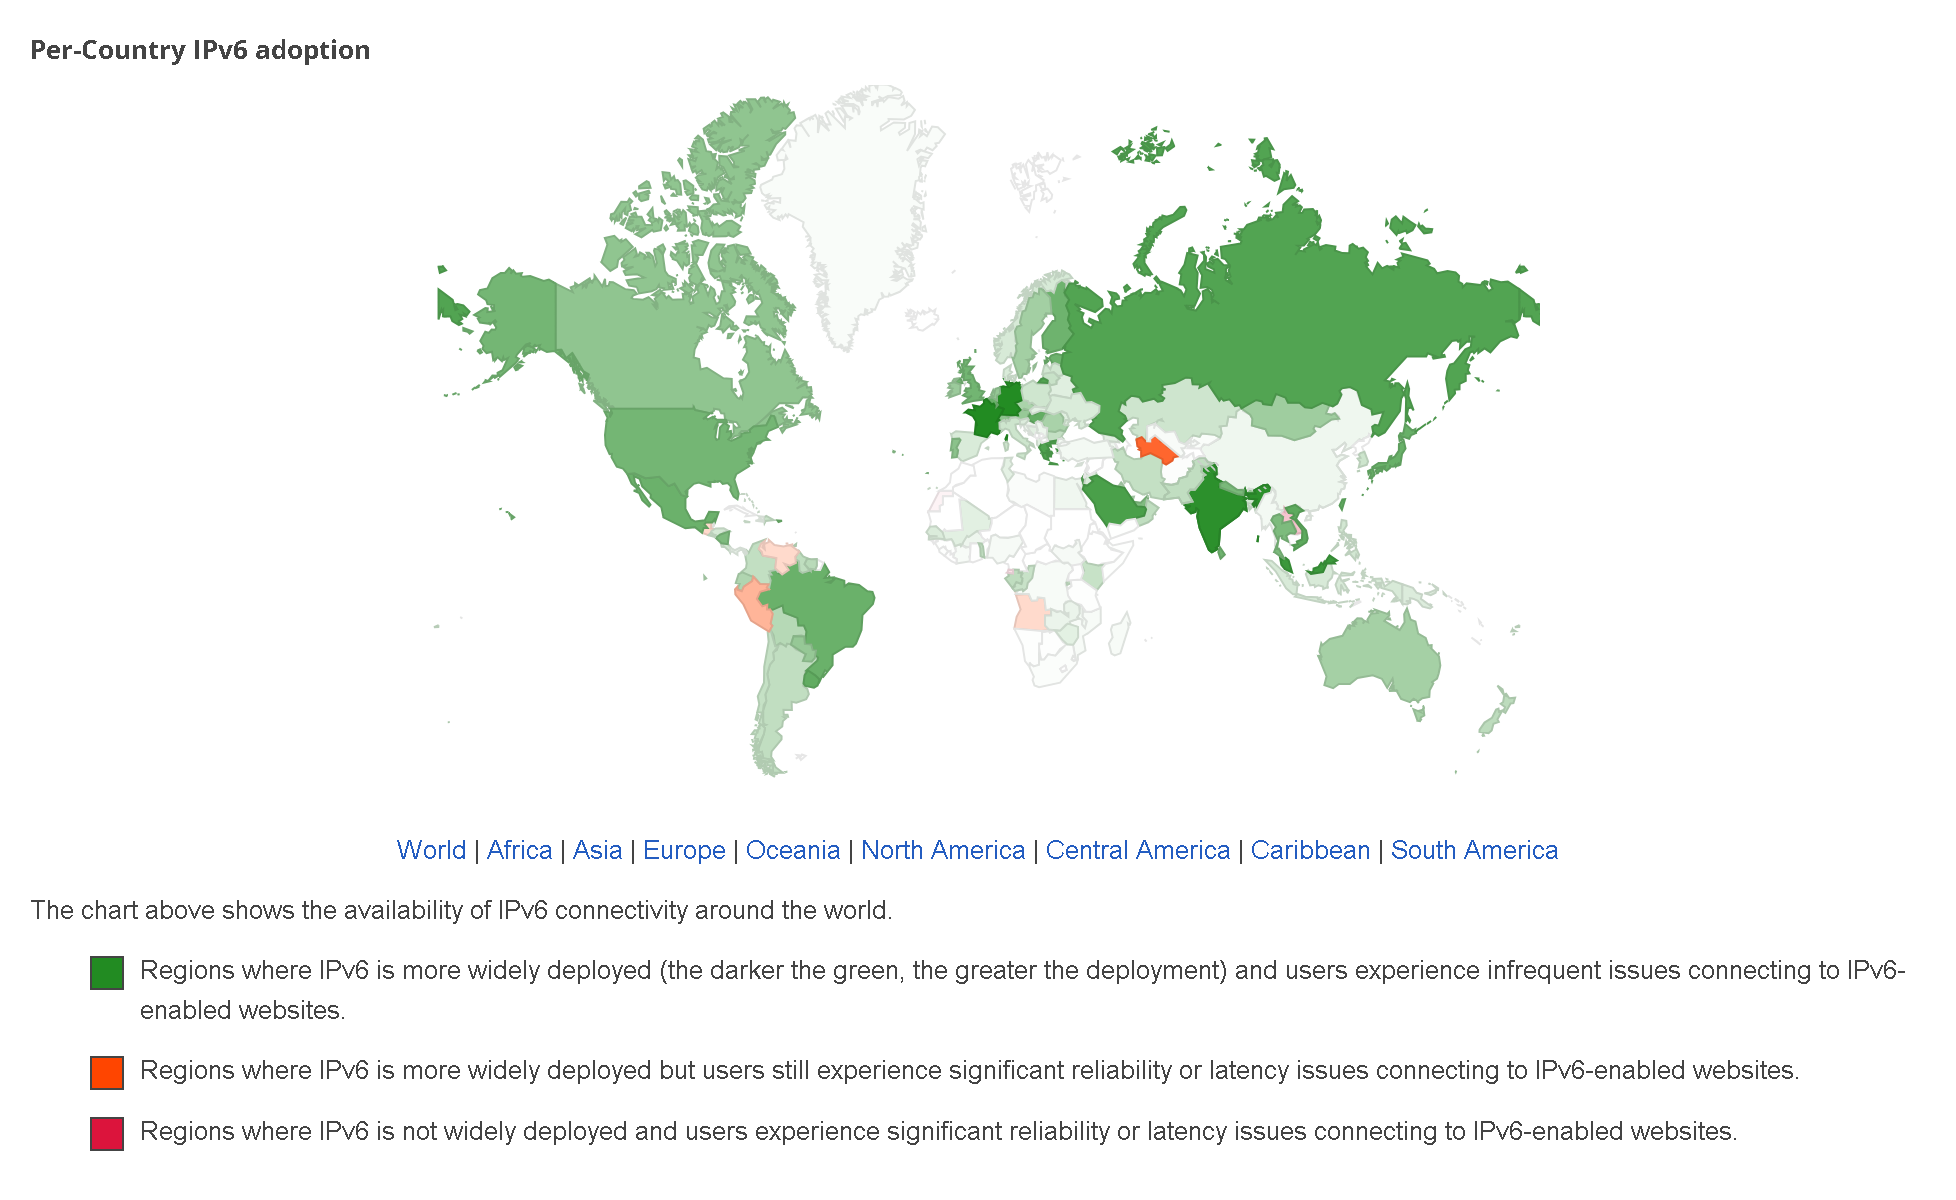 Per-Country IPv6 adoption
World | Africa | Asia | Europe | Oceania | North America | Central America | Caribbean | South America
The chart above shows the availability of IPv6 connectivity around the world.
Regions where IPv6 is more widely deployed (the darker the green, the greater the deployment) and users experience infrequent issues connecting to IPv6-
enabled websites.
Regions where IPv6 is more widely deployed but users still experience significant reliability or latency issues connecting to IPv6-enabled websites.
Regions where IPv6 is not widely deployed and users experience significant reliability or latency issues connecting to IPv6-enabled websites.